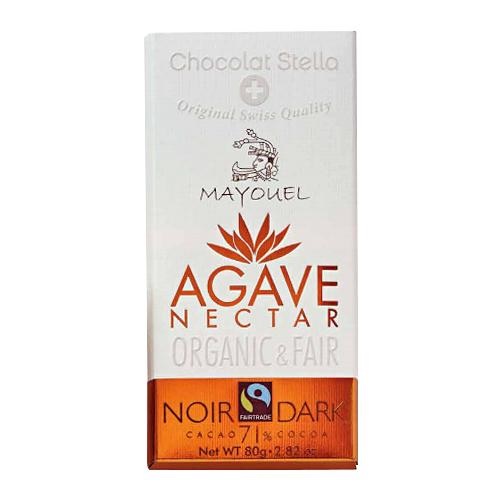 Chocolat Stella
Original Swiss Quality
MAYOUEL
AGAVE
NECTAR
ORGANIC & FAIR
NOIR DARK
FAIRTRADE
CACAO 71% COCOA
Net WT 80g • 2.82 oz